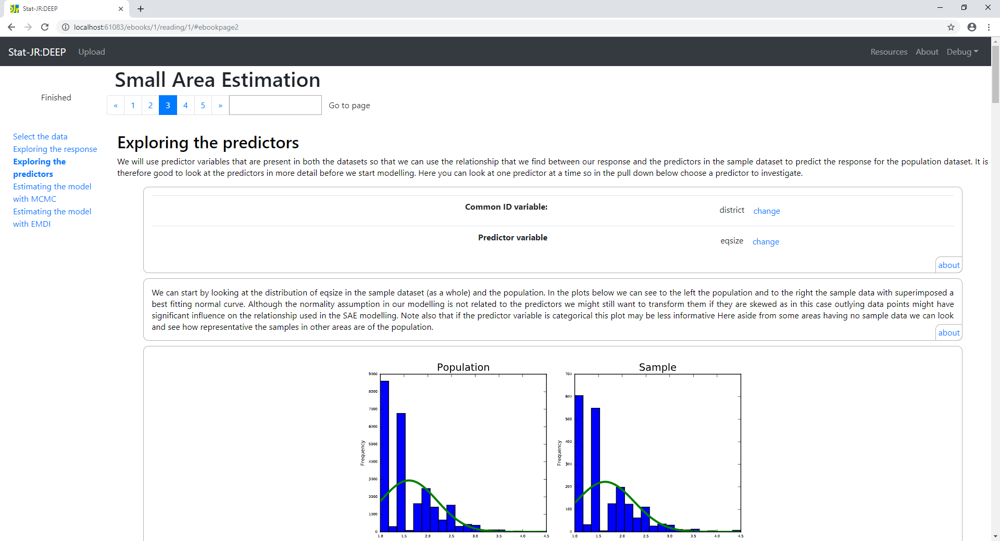 Stat-JR:DEEP
localhost:61083/ebooks/1/reading/1/#ebookpage2
Stat-JR:DEEP Upload Resources About Debug
Small Area Estimation
Finished
« 1 2 3 4 5 » Go to page
Select the data
Exploring the response
Exploring the
predictors
Estimating the model
with MCMC
Estimating the model
with EMDI
Exploring the predictors
We will use predictor variables that are present in both the datasets so that we can use the relationship that we find between our response and the predictors in the sample dataset to predict the response for the population dataset. It is
therefore good to look at the predictors in more detail before we start modelling. Here you can look at one predictor at a time so in the pull down below choose a predictor to investigate.
Common ID variable: district change
Predictor variable eqsize change
about
We can start by looking at the distribution of eqsize in the sample dataset (as a whole) and the population. In the plots below we can see to the left the population and to the right the sample data with superimposed a
best fitting normal curve. Although the normality assumption in our modelling is not related to the predictors we might still want to transform them if they are skewed as in this case outlying data points might have
significant influence on the relationship used in the SAE modelling. Note also that if the predictor variable is categorical this plot may be less informative Here aside from some areas having no sample data we can look
and see how representative the samples in other areas are of the population.
about
Population
9000
8000
7000
6000
5000
4000
3000
2000
1000
0
Frequency
1.0 1.5 2.0 2.5 3.0 3.5 4.0 4.5
Sample
700
600
500
400
300
200
100
0
Frequency
1.0 1.5 2.0 2.5 3.0 3.5 4.0 4.5